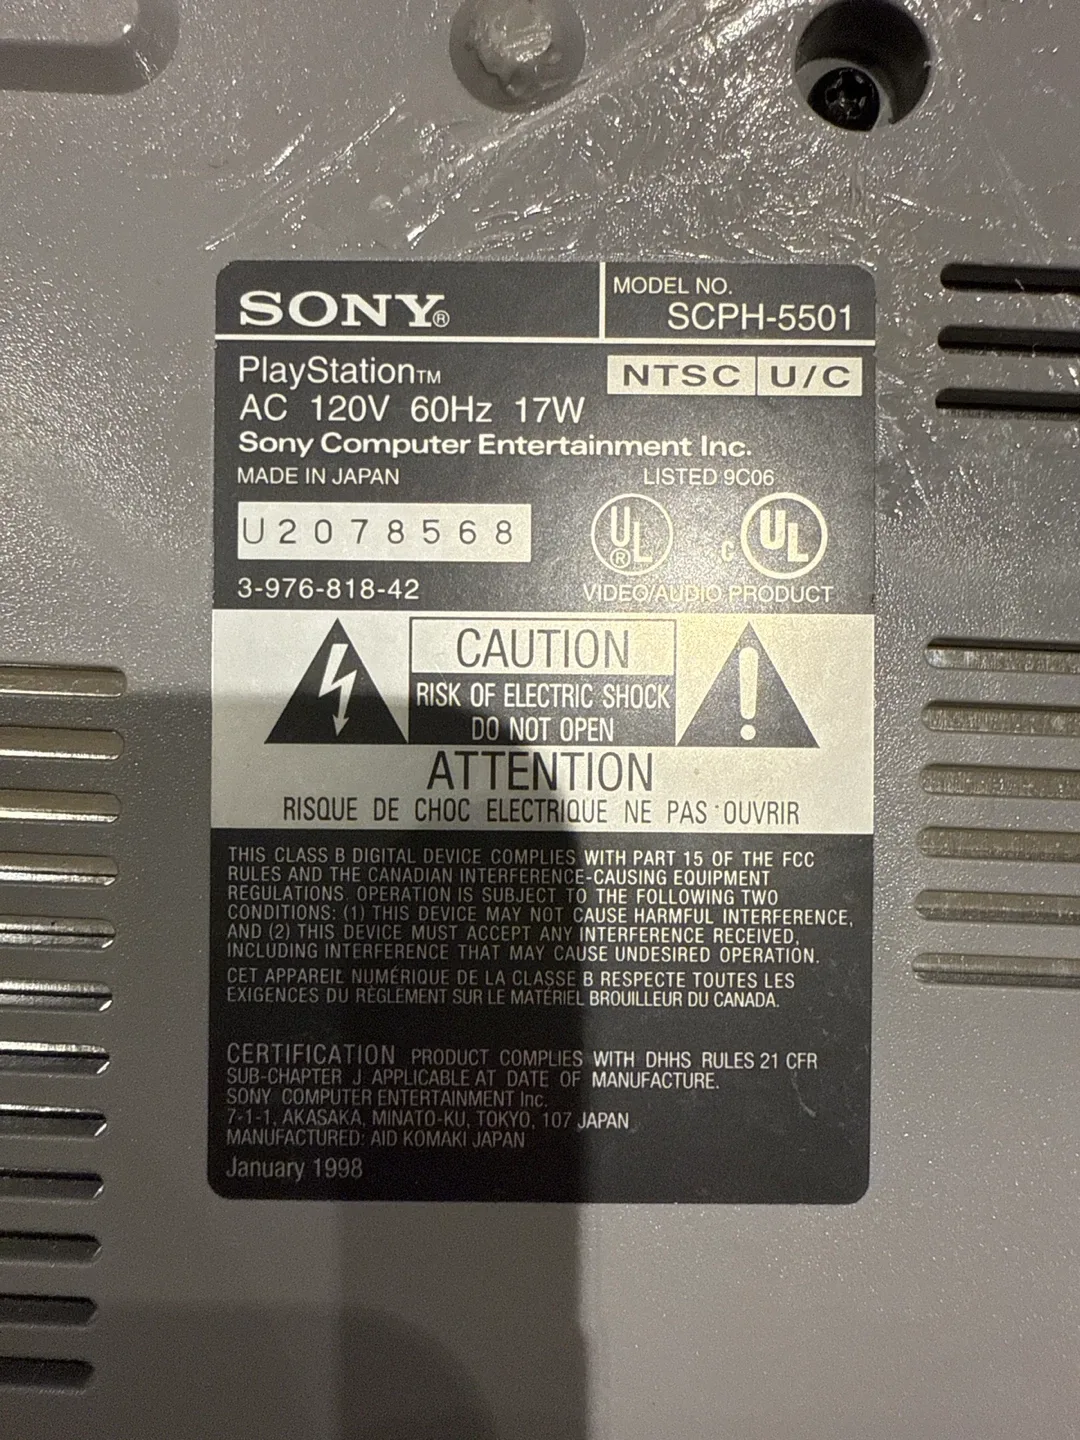 SONY®
MODEL NO.
SCPH-5501
PlayStation™
NTSC U/C
AC 120V 60Hz 17W
Sony Computer Entertainment Inc.
MADE IN JAPAN
LISTED 9C06
U2078568
UL®
c UL
3-976-818-42
VIDEO/AUDIO PRODUCT
CAUTION
RISK OF ELECTRIC SHOCK
DO NOT OPEN
ATTENTION
RISQUE DE CHOC ELECTRIQUE NE PAS OUVRIR
THIS CLASS B DIGITAL DEVICE COMPLIES WITH PART 15 OF THE FCC
RULES AND THE CANADIAN INTERFERENCE-CAUSING EQUIPMENT
REGULATIONS. OPERATION IS SUBJECT TO THE FOLLOWING TWO
CONDITIONS: (1) THIS DEVICE MAY NOT CAUSE HARMFUL INTERFERENCE,
AND (2) THIS DEVICE MUST ACCEPT ANY INTERFERENCE RECEIVED,
INCLUDING INTERFERENCE THAT MAY CAUSE UNDESIRED OPERATION.
CET APPAREIL NUMÉRIQUE DE LA CLASSE B RESPECTE TOUTES LES
EXIGENCES DU RÈGLEMENT SUR LE MATÉRIEL BROUILLEUR DU CANADA.
CERTIFICATION PRODUCT COMPLIES WITH DHHS RULES 21 CFR
SUB-CHAPTER J APPLICABLE AT DATE OF MANUFACTURE.
SONY COMPUTER ENTERTAINMENT Inc.
7-1-1, AKASAKA, MINATO-KU, TOKYO, 107 JAPAN
MANUFACTURED: AID KOMAKI JAPAN
January 1998